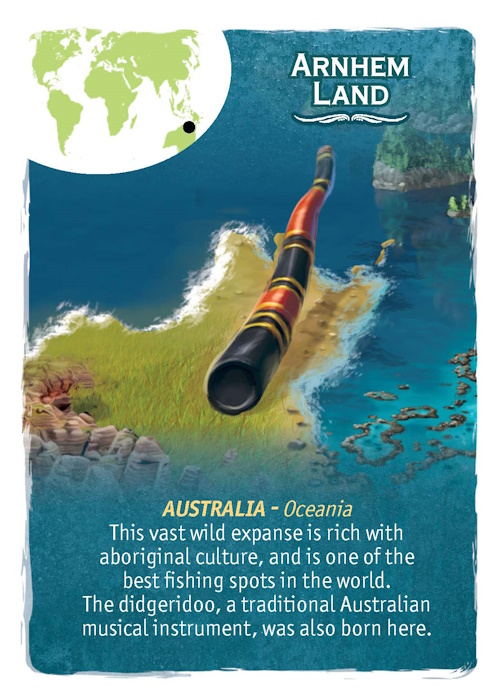 ARNHEM
LAND
AUSTRALIA - Oceania
This vast wild expanse is rich with
aboriginal culture, and is one of the
best fishing spots in the world.
The didgeridoo, a traditional Australian
musical instrument, was also born here.